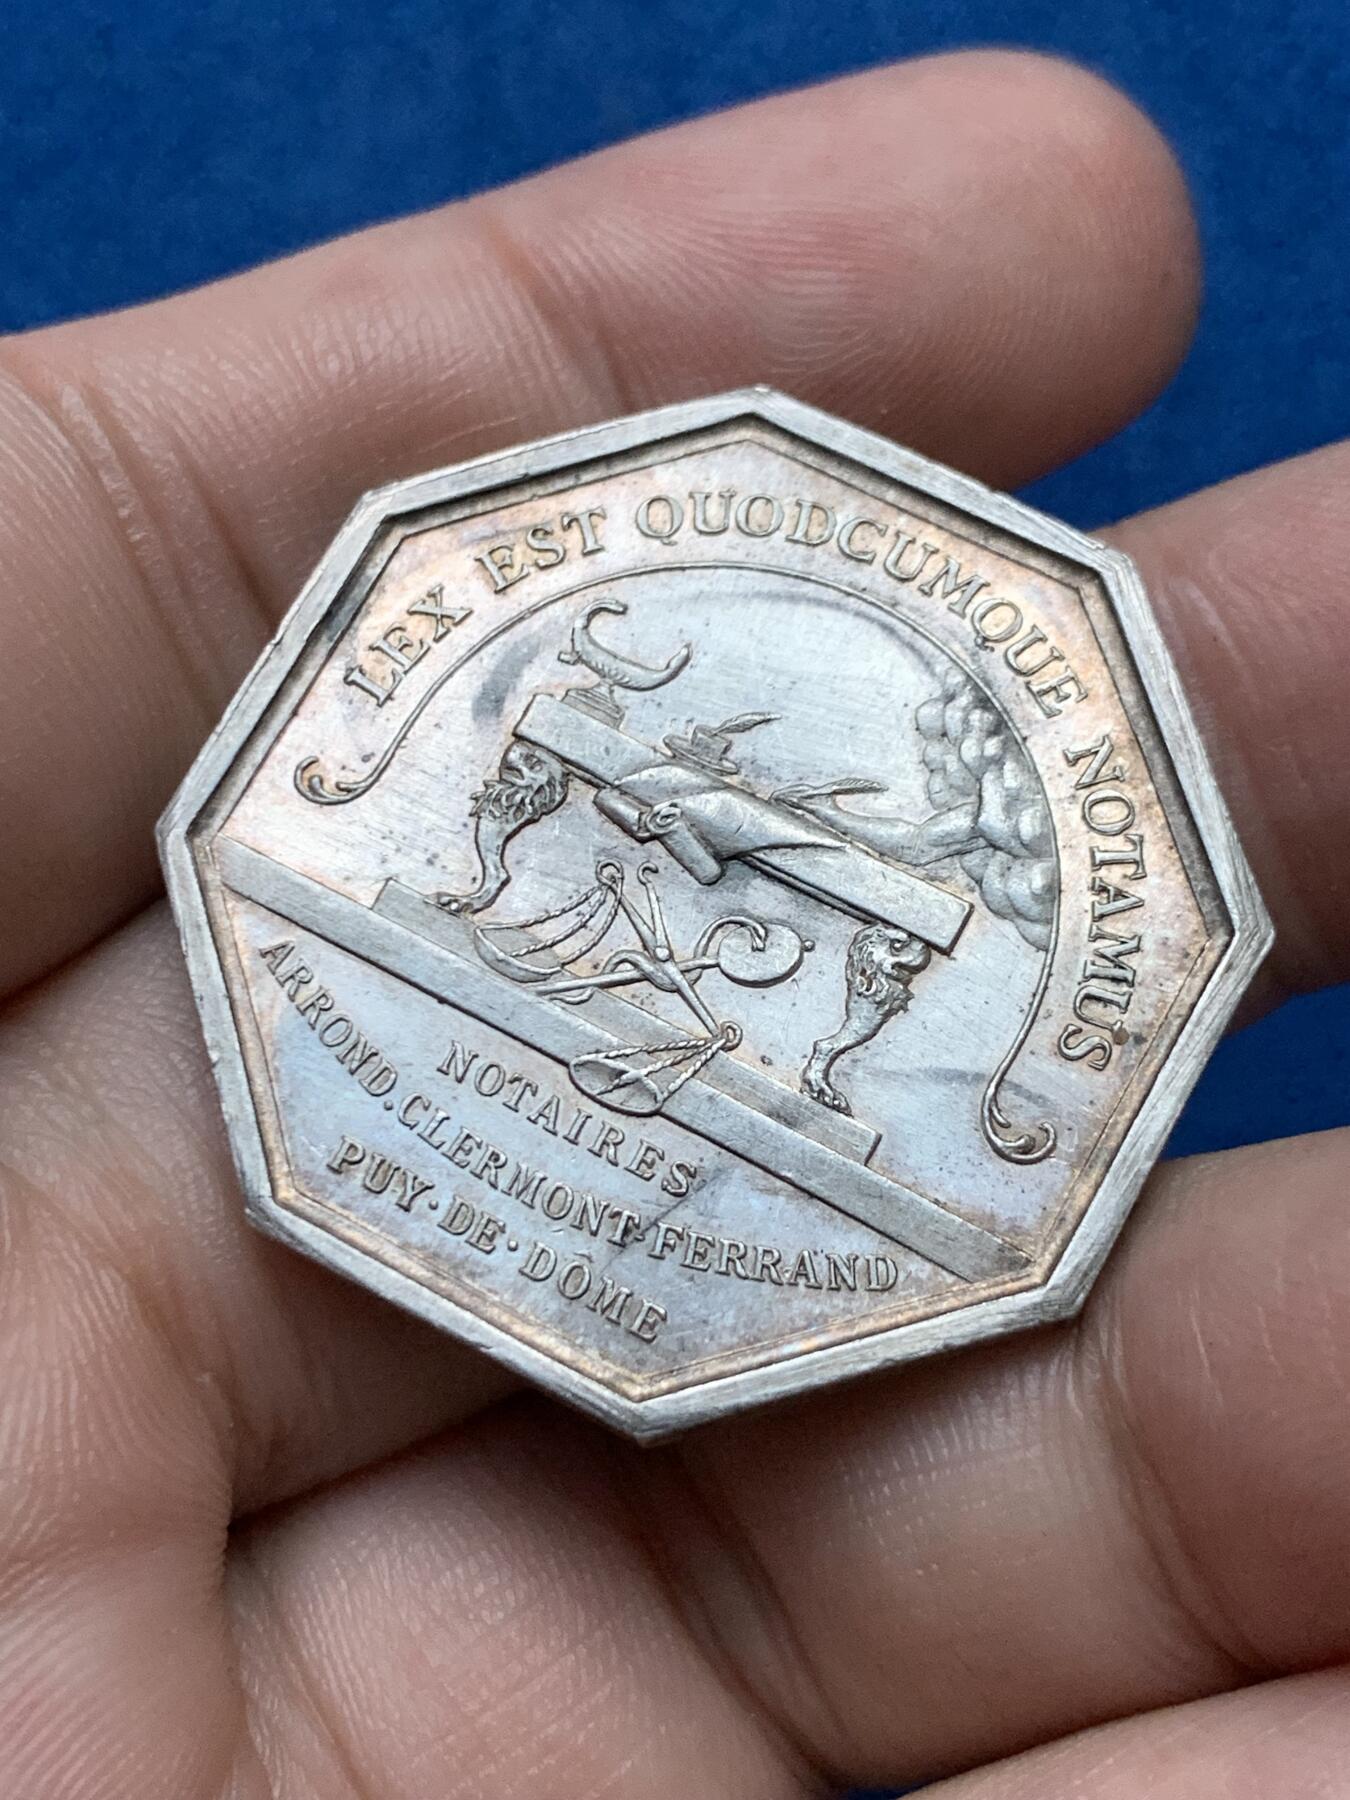 LEX EST QUODCUMQUE NOTAMUS
NOTAIRES
ARROND. CLERMONT-FERRAND
PUY·DE·DÔME